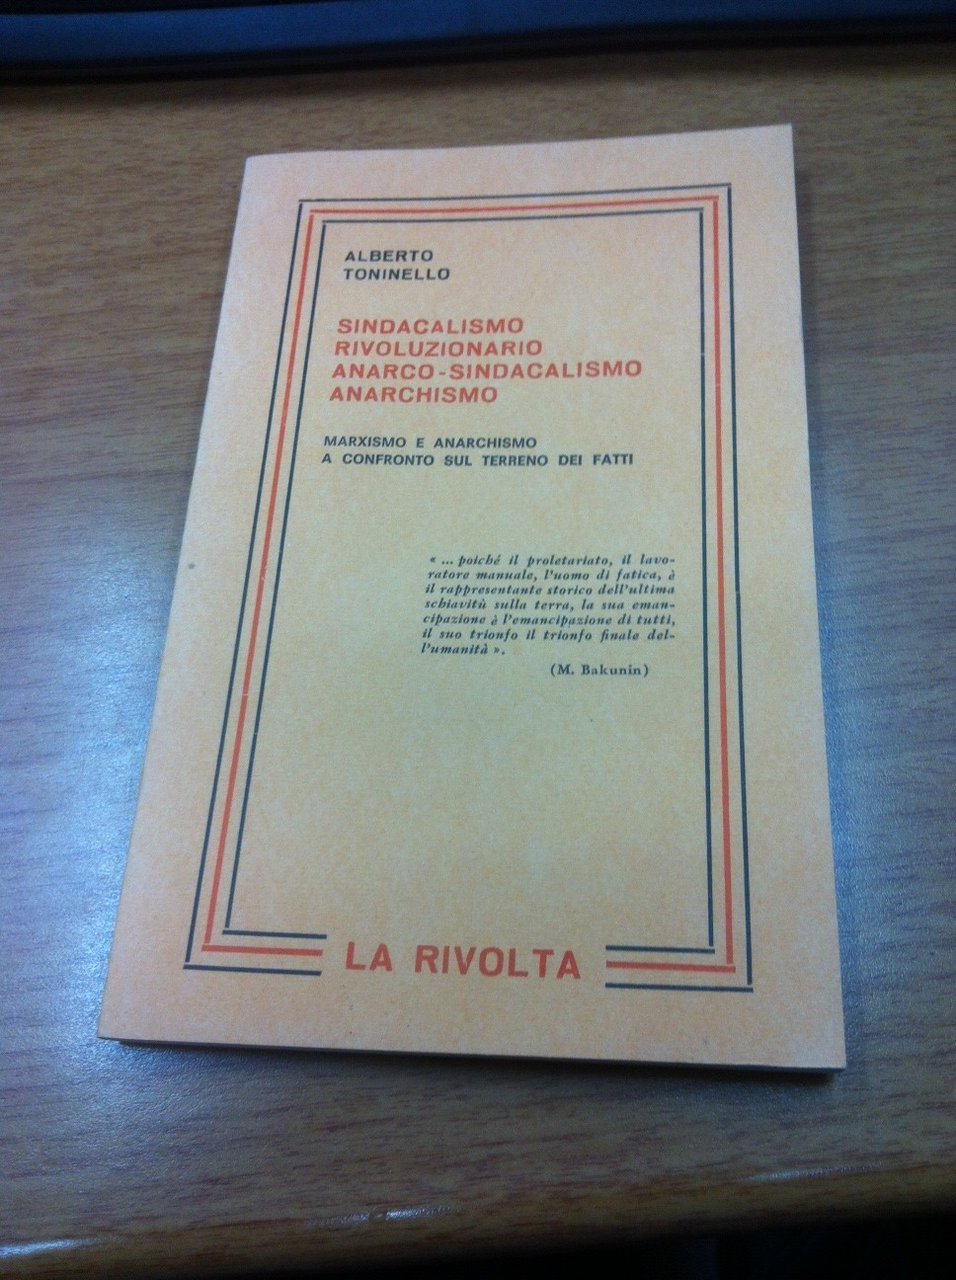 ALBERTO
TONINELLO
SINDACALISMO
RIVOLUZIONARIO
ANARCO-SINDACALISMO
ANARCHISMO
MARXISMO E ANARCHISMO
A CONFRONTO SUL TERRENO DEI FATTI
« ... poiché il proletariato, il lavo-
ratore manuale, l'uomo di fatica, è
il rappresentante storico dell'ultima
schiavitù sulla terra, la sua eman-
cipazione è l'emancipazione di tutti,
il suo trionfo il trionfo finale del-
l'umanità ».
(M. Bakunin)
LA RIVOLTA